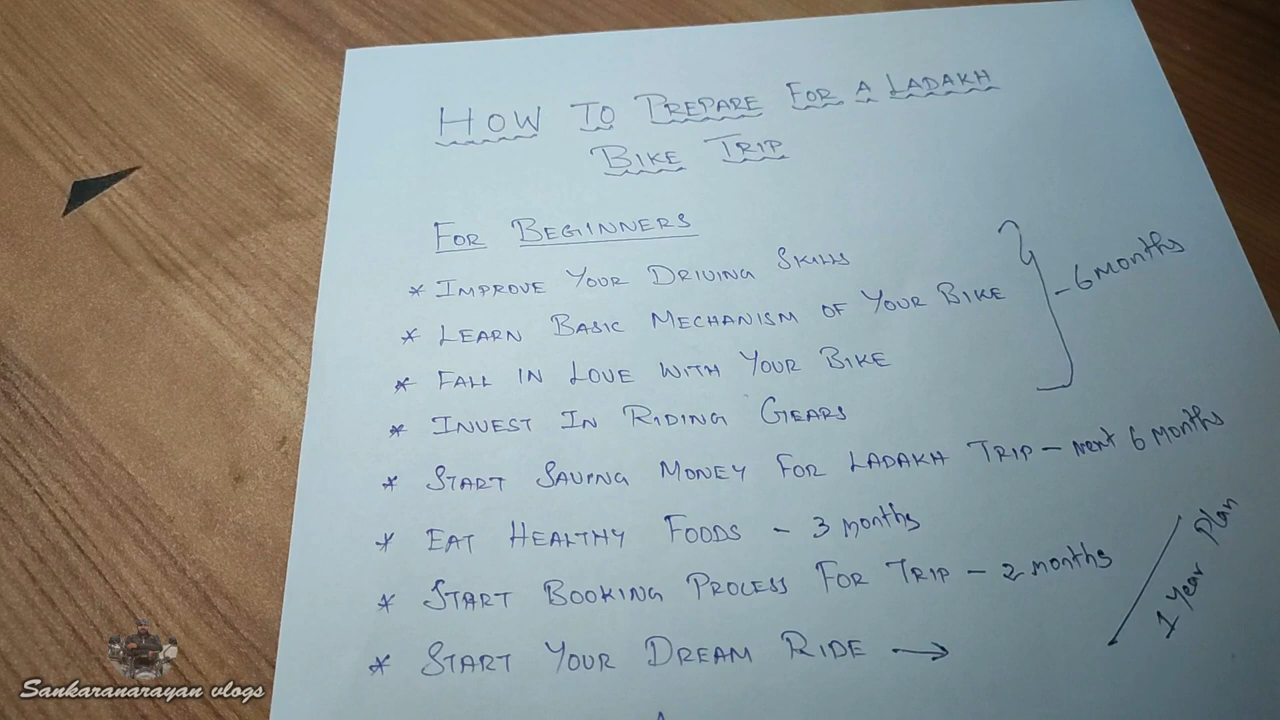 HOW TO PREPARE FOR A LADAKH
BIKE TRIP
FOR BEGINNERS
* IMPROVE YOUR DRIVING SKILLS
* LEARN BASIC MECHANISM OF YOUR BIKE
* FALL IN LOVE WITH YOUR BIKE
- 6 months
* INVEST IN RIDING GEARS
* START SAVING MONEY FOR LADAKH TRIP - next 6 months
* EAT HEALTHY FOODS - 3 months
* START BOOKING PROCESS FOR TRIP - 2 months
* START YOUR DREAM RIDE →
1 Year Plan
Sankaranarayan vlogs